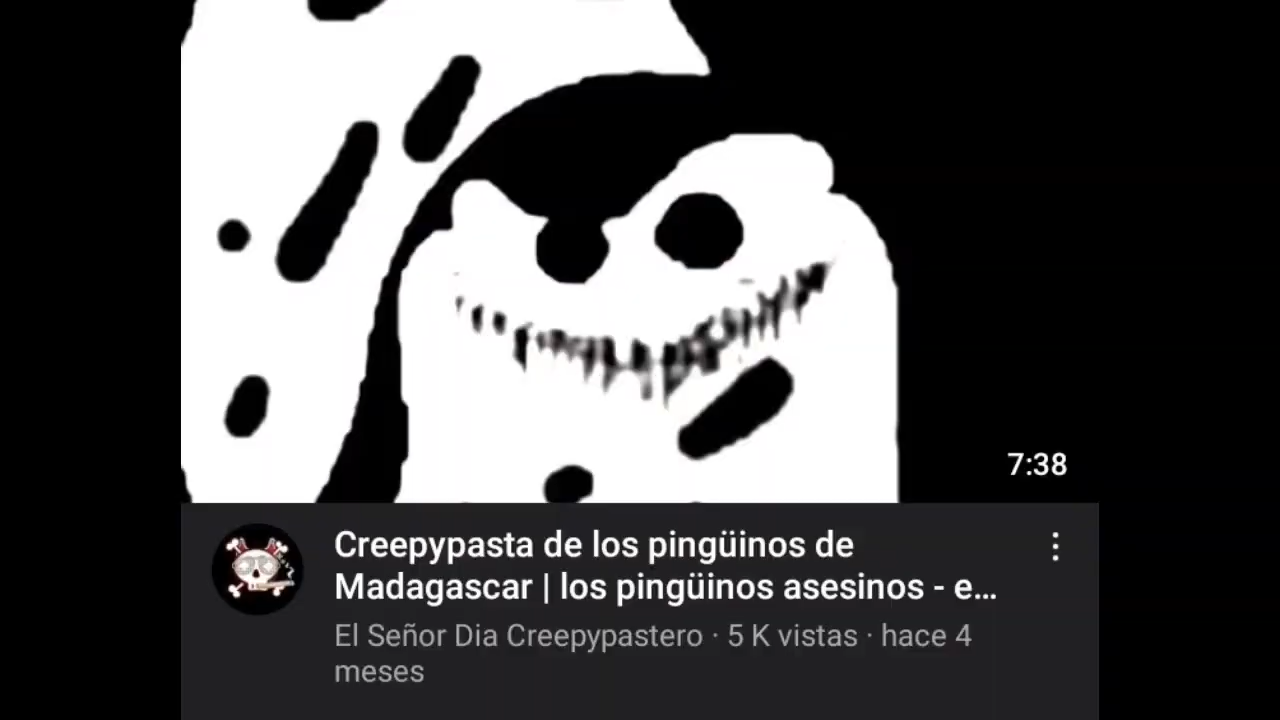 7:38
Creepypasta de los pingüinos de
Madagascar | los pingüinos asesinos - e...
El Señor Dia Creepypastero · 5 K vistas · hace 4
meses